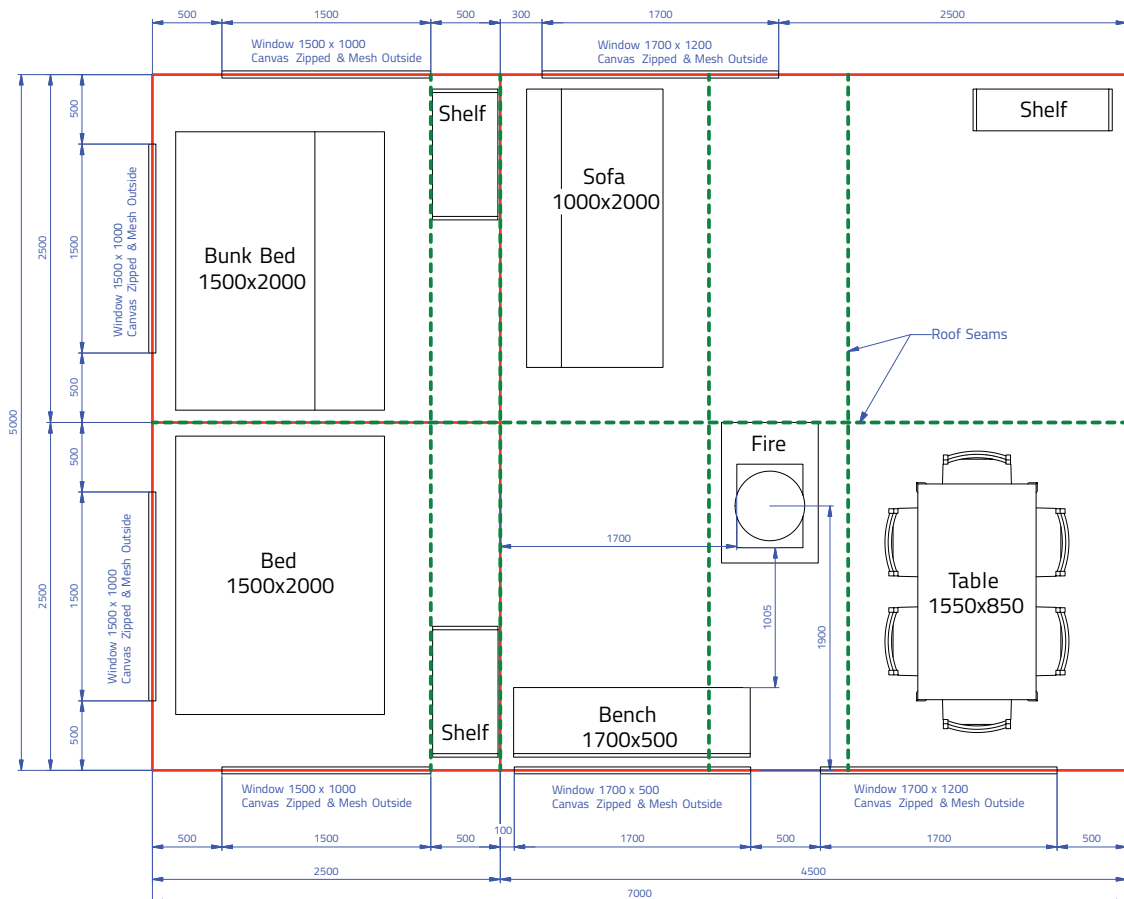 500
1500
500
300
1700
2500
Window 1500 x 1000
Canvas Zipped & Mesh Outside
Window 1700 x 1200
Canvas Zipped & Mesh Outside
Shelf
Shelf
Sofa
1000x2000
Bunk Bed
1500x2000
500
1500
500
2500
5000
Window 1500 x 1000
Canvas Zipped & Mesh Outside
Roof Seams
Fire
1700
1005
1900
Table
1550x850
Bed
1500x2000
500
1500
500
2500
Window 1500 x 1000
Canvas Zipped & Mesh Outside
Shelf
Bench
1700x500
Window 1500 x 1000
Canvas Zipped & Mesh Outside
Window 1700 x 500
Canvas Zipped & Mesh Outside
Window 1700 x 1200
Canvas Zipped & Mesh Outside
500
1500
500
100
1700
500
1700
500
2500
4500
7000